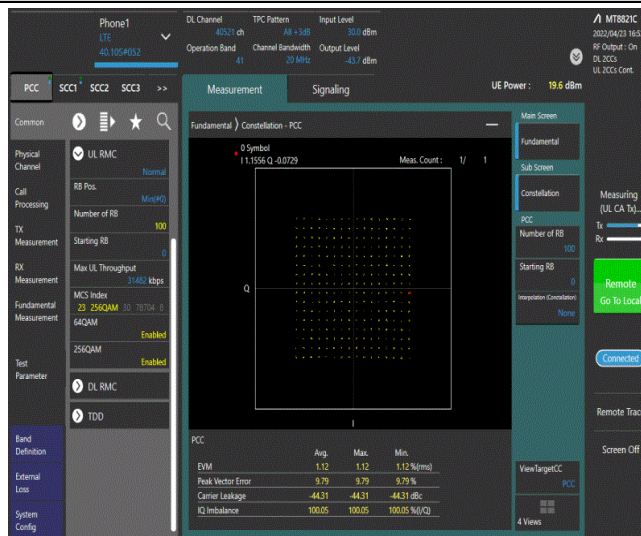 Phone1
LTE
40.105#052
DL Channel
40521 ch
TPC Pattern
All +3dB
Input Level
30.0 dBm
Operation Band
41
Channel Bandwidth
20 MHz
Output Level
-43.7 dBm
MT8821C
2022/04/23 16:5
RF Output : On
DL 2CCs
UL 2CCs Cont.
PCC
SCC1
SCC2
SCC3
>>
Measurement
Signaling
UE Power : 19.6 dBm
Common
Physical
Channel
Call
Processing
TX
Measurement
RX
Measurement
Fundamental
Measurement
Test
Parameter
Band
Definition
External
Loss
System
Config
UL RMC
Normal
RB Pos.
Min(#0)
Number of RB
100
Starting RB
0
Max UL Throughput
31482 kbps
MCS Index
23 256QAM 30 78704 8
64QAM
Enabled
256QAM
Enabled
DL RMC
TDD
Fundamental ) Constellation - PCC
0 Symbol
I 1.1556 Q -0.0729
Meas. Count : 1/ 1
Q
I
PCC
Avg. Max. Min.
EVM 1.12 1.12 1.12 %(rms)
Peak Vector Error 9.79 9.79 9.79 %
Carrier Leakage -44.31 -44.31 -44.31 dBc
IQ Imbalance 100.05 100.05 100.05 %(I/Q)
Main Screen
Fundamental
Sub Screen
Constellation
PCC
Number of RB
100
Starting RB
0
Interpolation (Constellation)
None
ViewTargetCC
PCC
4 Views
Measuring
(UL CA Tx)...
Tx
Rx
Remote
Go To Local
Connected
Remote Trac
Screen Off